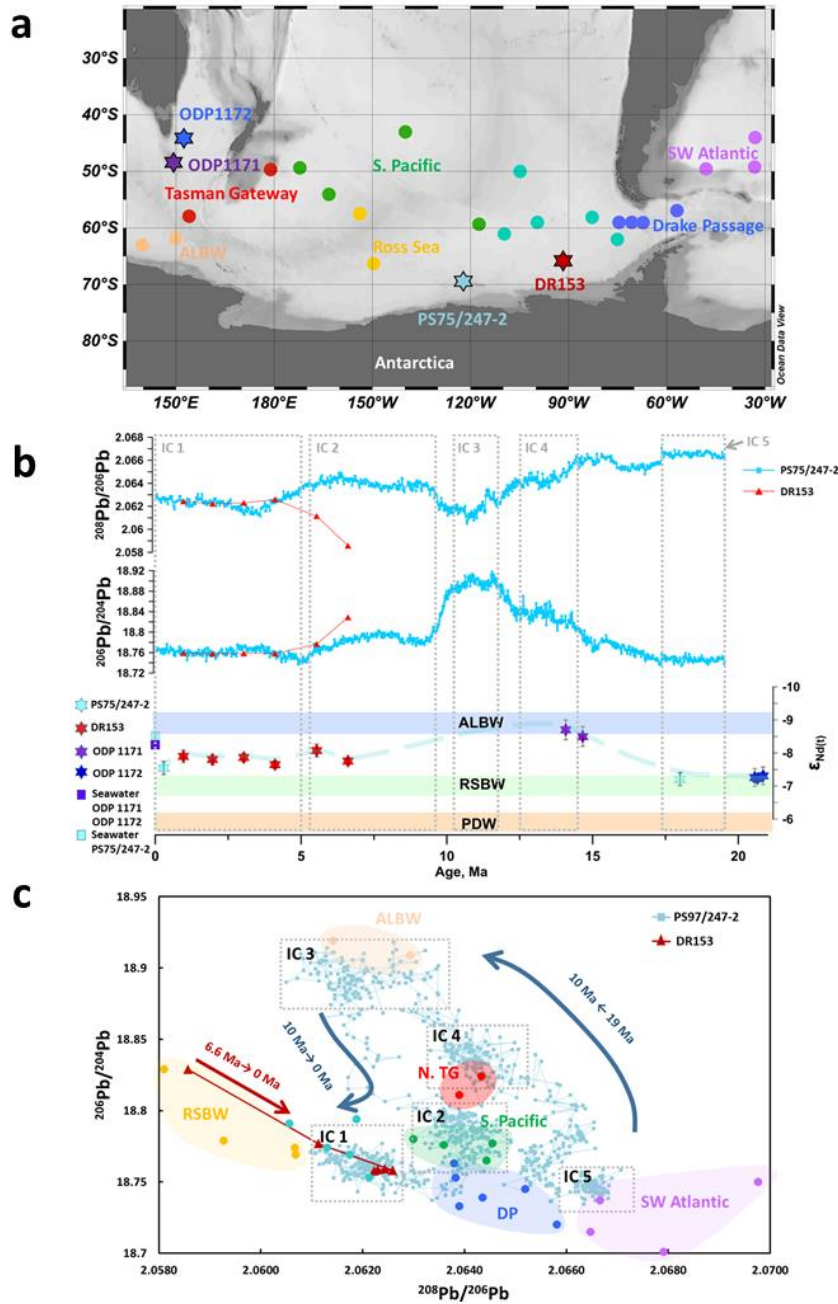 a
30°S
40°S
50°S
60°S
70°S
80°S
ODP1172
ODP1171
Tasman Gateway
ALBW
S. Pacific
Ross Sea
SW Atlantic
Drake Passage
DR153
PS75/247-2
Antarctica
Ocean Data View
150°E
180°E
150°W
120°W
90°W
60°W
30°W
b
2.068
2.066
2.064
2.062
2.06
2.058
²⁰⁸Pb/²⁰⁶Pb
IC 1
IC 2
IC 3
IC 4
IC 5
PS75/247-2
DR153
18.92
18.88
18.84
18.8
18.76
18.72
²⁰⁶Pb/²⁰⁴Pb
PS75/247-2
DR153
ODP 1171
ODP 1172
Seawater
ODP 1171
ODP 1172
Seawater
PS75/247-2
ALBW
RSBW
PDW
-10
-9
-8
-7
-6
εNd(t)
0
5
10
15
20
Age, Ma
c
18.95
18.9
18.85
18.8
18.75
18.7
²⁰⁶Pb/²⁰⁴Pb
ALBW
PS97/247-2
DR153
IC 3
10 Ma ← 19 Ma
10 Ma→ 0 Ma
IC 4
6.6 Ma→ 0 Ma
N. TG
RSBW
IC 2
S. Pacific
IC 1
IC 5
DP
SW Atlantic
2.0580
2.0600
2.0620
2.0640
2.0660
2.0680
2.0700
²⁰⁸Pb/²⁰⁶Pb